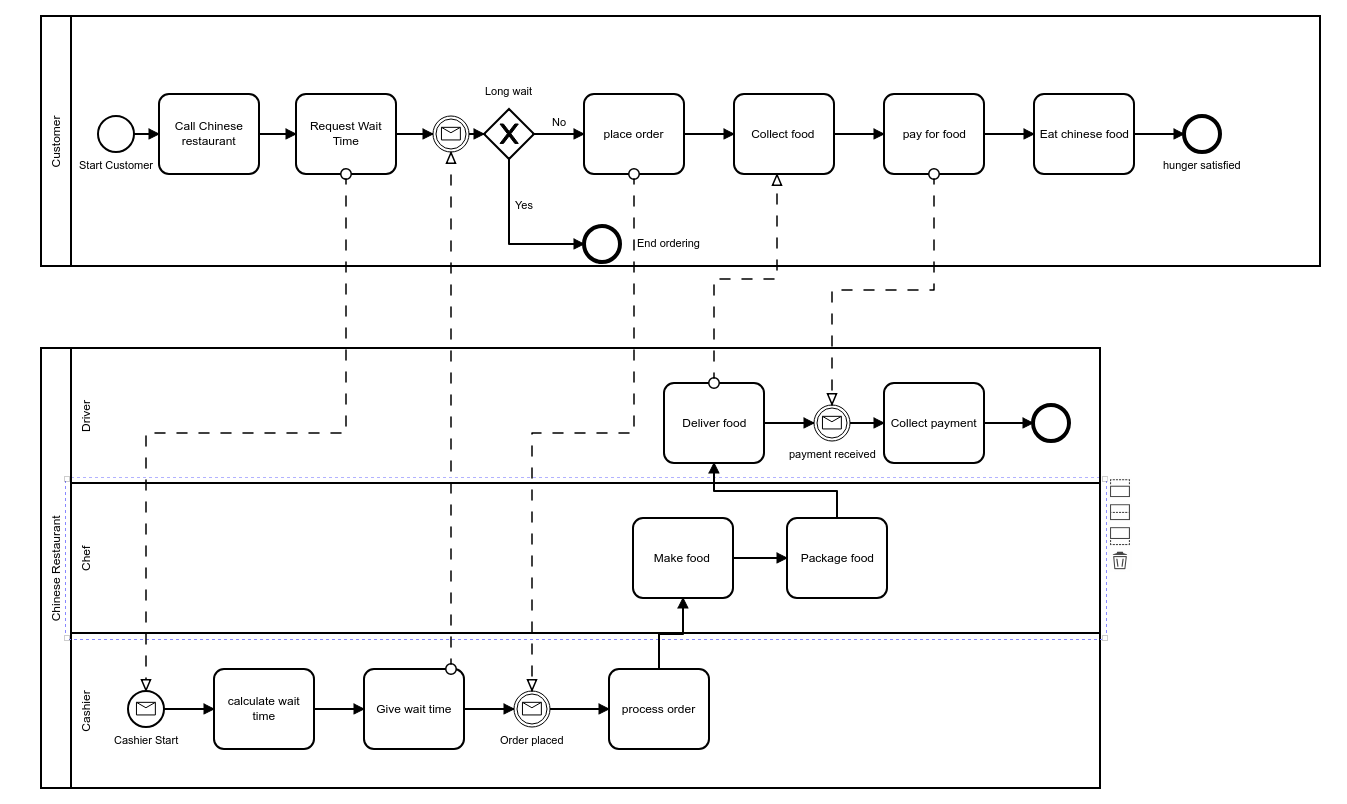 Customer
Start Customer
Call Chinese
restaurant
Request Wait
Time
Long wait
No
Yes
End ordering
place order
Collect food
pay for food
Eat chinese food
hunger satisfied
Chinese Restaurant
Driver
Deliver food
payment received
Collect payment
Chef
Make food
Package food
Cashier
Cashier Start
calculate wait
time
Give wait time
Order placed
process order